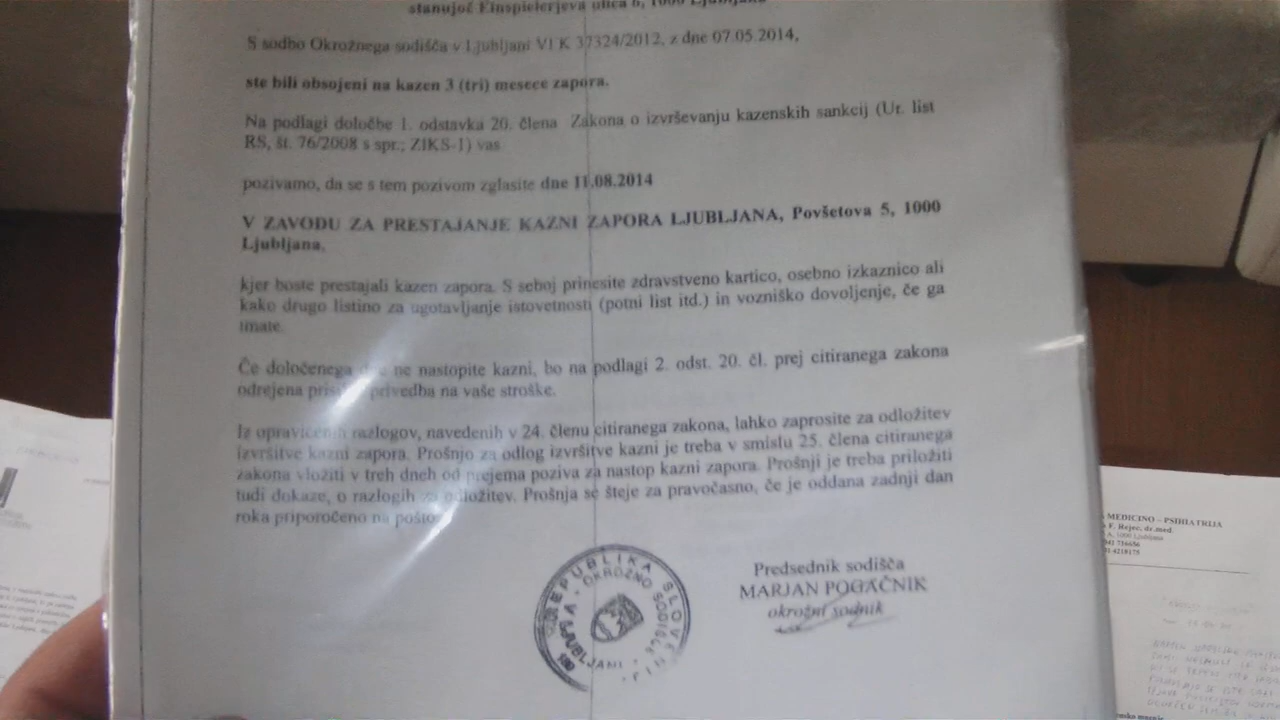 stanujoč Einspielerjeva ulica 6, 1000 Ljubljana
S sodbo Okrožnega sodišča v Ljubljani VI K 37324/2012, z dne 07.05.2014,
ste bili obsojeni na kazen 3 (tri) mesece zapora.
Na podlagi določbe 1. odstavka 20. člena Zakona o izvrševanju kazenskih sankcij (Ur. list
RS, št. 76/2008 s spr.; ZIKS-1) vas
pozivamo, da se s tem pozivom zglasite dne 11.08.2014
V ZAVODU ZA PRESTAJANJE KAZNI ZAPORA LJUBLJANA, Povšetova 5, 1000
Ljubljana,
kjer boste prestajali kazen zapora. S seboj prinesite zdravstveno kartico, osebno izkaznico ali
kako drugo listino za ugotavljanje istovetnosti (potni list itd.) in vozniško dovoljenje, če ga
imate.
Če določenega dne ne nastopite kazni, bo na podlagi 2. odst. 20. čl. prej citiranega zakona
odrejena privedba na vaše stroške.
Iz opravičenih razlogov, navedenih v 24. členu citiranega zakona, lahko zaprosite za odložitev
izvršitve kazni zapora. Prošnjo za odlog izvršitve kazni je treba v smislu 25. člena citiranega
zakona vložiti v treh dneh od prejema poziva za nastop kazni zapora. Prošnji je treba priložiti
tudi dokaze, o razlogih za odložitev. Prošnja se šteje za pravočasno, če je oddana zadnji dan
roka priporočeno na pošto
REPUBLIKA SLOVENIJA
OKROŽNO SODIŠČE
LJUBLJANI
Predsednik sodišča
MARJAN POGAČNIK
okrožni sodnik
MEDICINO – PSIHIATRIJA
F. Rejec, dr.med.
1000 Ljubljana
716656
4218175